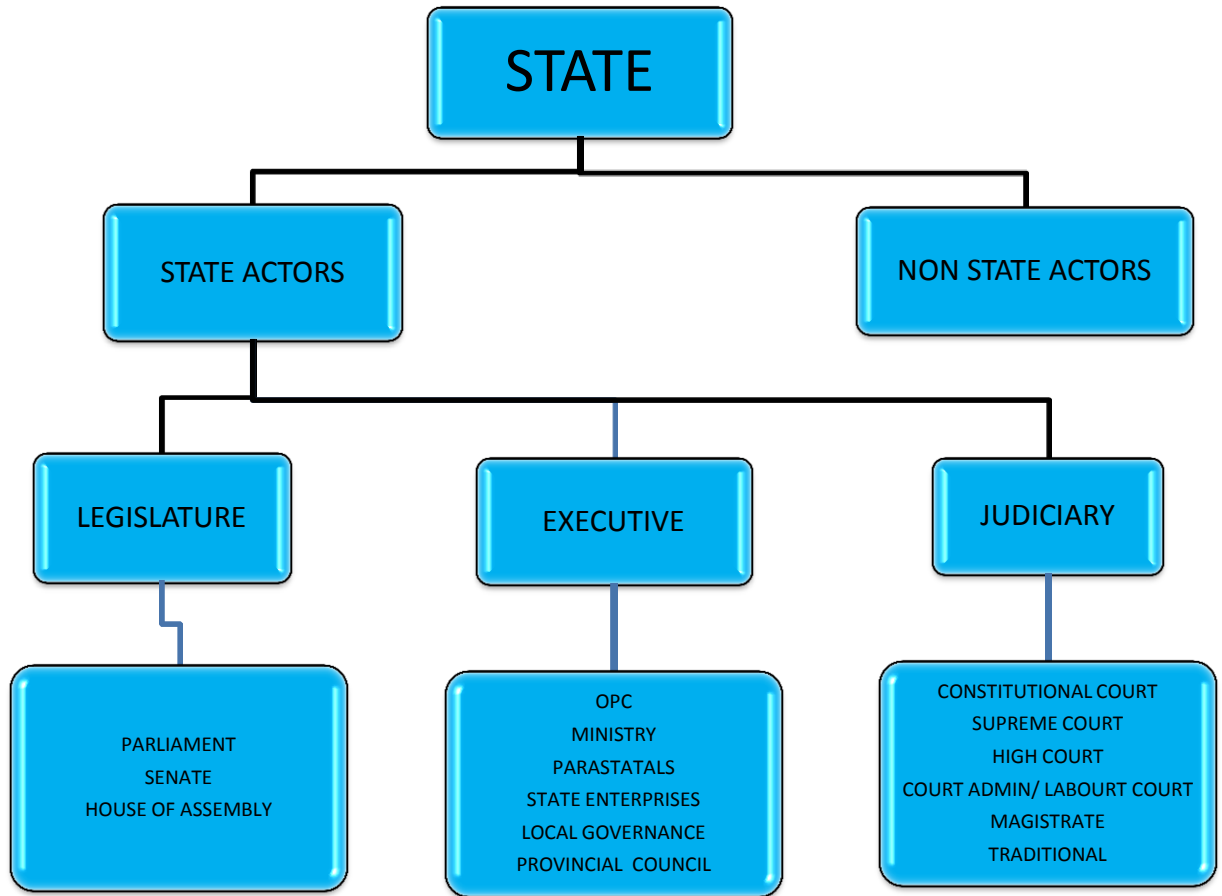 STATE
STATE ACTORS
NON STATE ACTORS
LEGISLATURE
EXECUTIVE
JUDICIARY
PARLIAMENT
SENATE
HOUSE OF ASSEMBLY
OPC
MINISTRY
PARASTATALS
STATE ENTERPRISES
LOCAL GOVERNANCE
PROVINCIAL COUNCIL
CONSTITUTIONAL COURT
SUPREME COURT
HIGH COURT
COURT ADMIN/ LABOURT COURT
MAGISTRATE
TRADITIONAL